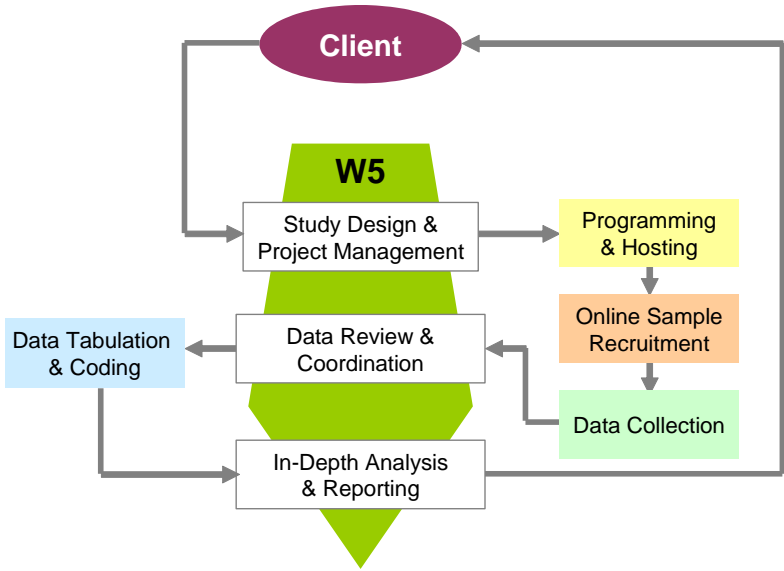 Client
W5
Study Design &
Project Management
Programming
& Hosting
Online Sample
Recruitment
Data Collection
Data Review &
Coordination
Data Tabulation
& Coding
In-Depth Analysis
& Reporting